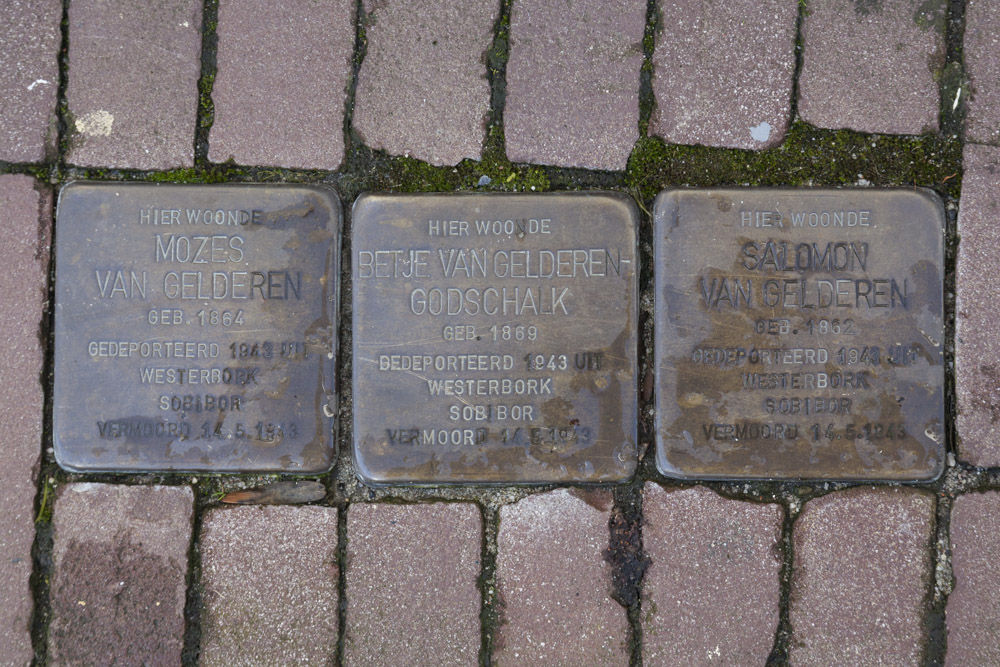 HIER WOONDE
MOZES
VAN GELDEREN
GEB. 1864
GEDEPORTEERD 1943 UIT
WESTERBORK
SOBIBOR
VERMOORD 14.5.1943
HIER WOONDE
BETJE VAN GELDEREN-
GODSCHALK
GEB. 1869
GEDEPORTEERD 1943 UIT
WESTERBORK
SOBIBOR
VERMOORD 14.5.1943
HIER WOONDE
SALOMON
VAN GELDEREN
GEB. 1862
GEDEPORTEERD 1943 UIT
WESTERBORK
SOBIBOR
VERMOORD 14.5.1943